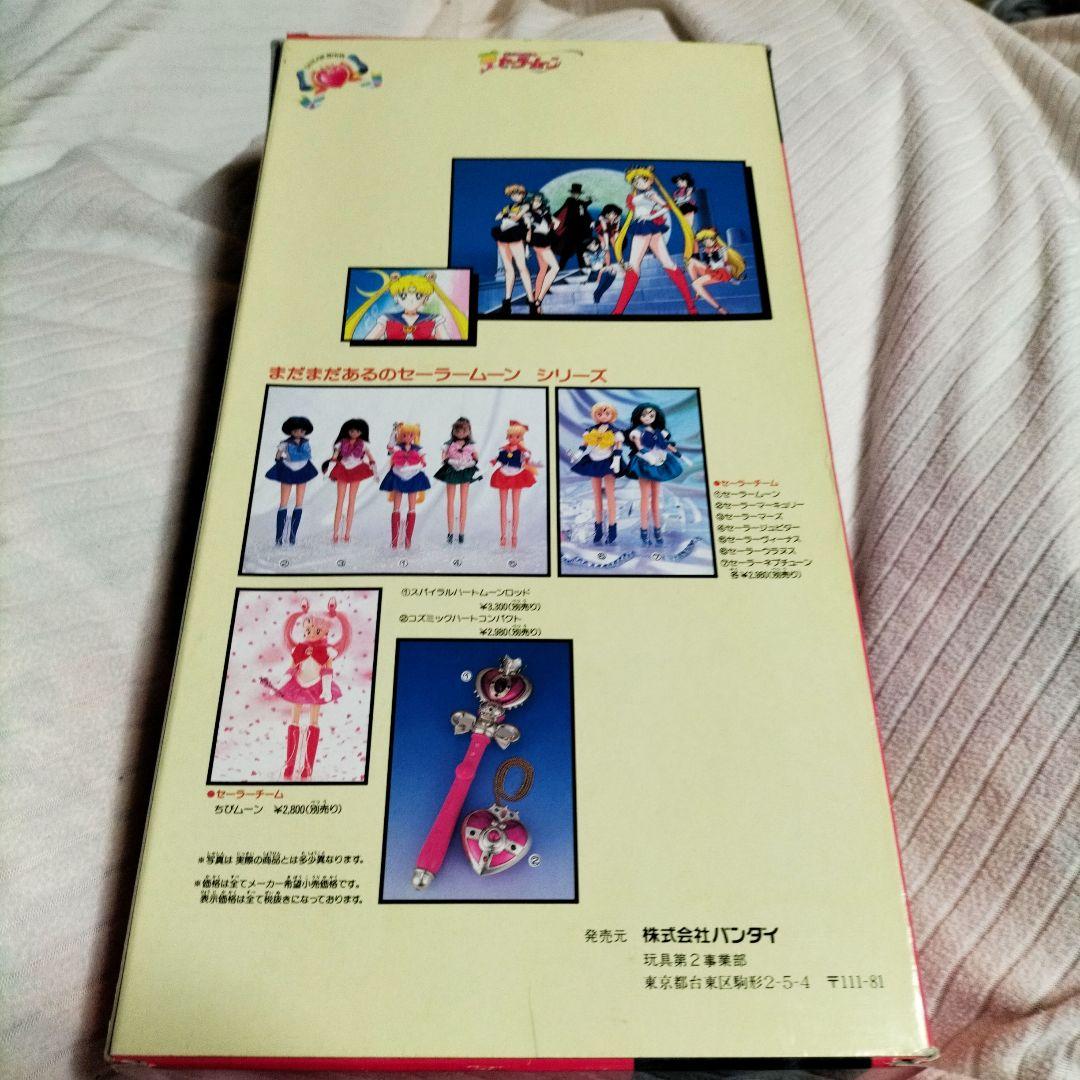 セーラームーン
まだまだあるのセーラームーン シリーズ
② ③ ① ④ ⑤
⑥ ⑦
●セーラーチーム
①セーラームーン
②セーラーマーキュリー
③セーラーマーズ
④セーラージュピター
⑤セーラーヴィーナス
⑥セーラーウラヌス
⑦セーラーネプチューン
各¥2,980(別売り)
①スパイラルハートムーンロッド
¥3,300(別売り)
②コズミックハートコンパクト
¥2,980(別売り)
①
②
●セーラーチーム
ちびムーン ¥2,800(別売り)
*写真は実際の商品とは多少異なります。
*価格は全てメーカー希望小売価格です。
表示価格は全て税抜きになっております。
発売元 株式会社バンダイ
玩具第2事業部
東京都台東区駒形2-5-4 〒111-81